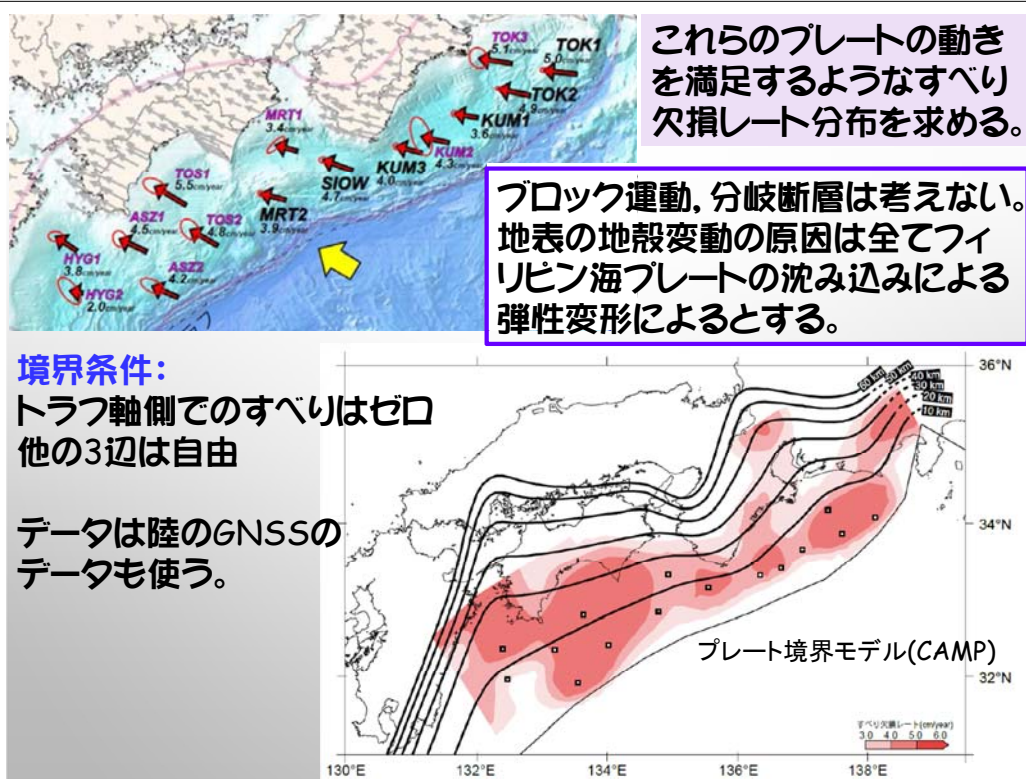 これらのプレートの動き
を満足するようなすべり
欠損レート分布を求める。
TOK3
5.1cm/year
TOK1
5.0cm/year
TOK2
4.9cm/year
MRT1
3.4cm/year
KUM1
3.6cm/year
KUM2
4.3cm/year
KUM3
4.0cm/year
SIOW
4.7cm/year
TOS1
5.5cm/year
MRT2
3.9cm/year
ASZ1
4.5cm/year
TOS2
4.8cm/year
HYG1
3.8cm/year
ASZ2
4.2cm/year
HYG2
2.0cm/year
ブロック運動,分岐断層は考えない。
地表の地殻変動の原因は全てフィ
リピン海プレートの沈み込みによる
弾性変形によるとする。
境界条件:
トラフ軸側でのすべりはゼロ
他の3辺は自由
データは陸のGNSSの
データも使う。
60 km
50 km
40 km
30 km
20 km
10 km
36°N
34°N
32°N
プレート境界モデル(CAMP)
すべり欠損レート(cm/year)
3.0 4.0 5.0 6.0
130°E 132°E 134°E 136°E 138°E